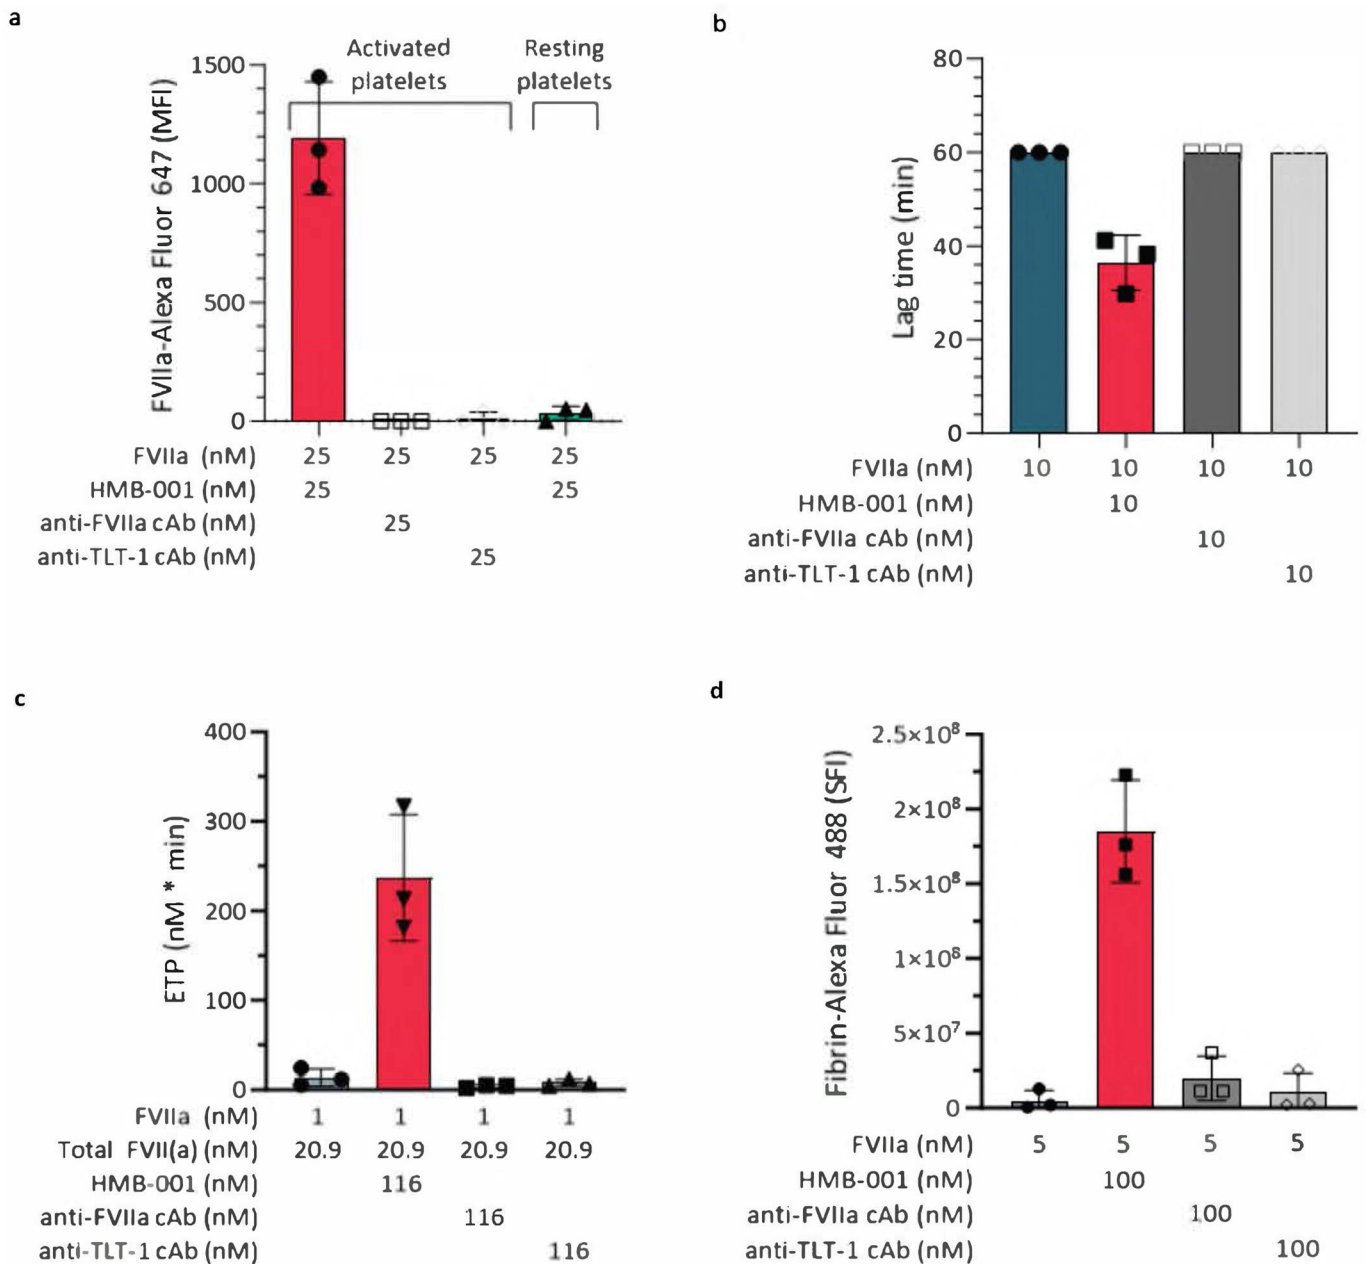 a
Activated platelets
Resting platelets
FVIIa-Alexa Fluor 647 (MFI)
1500
1000
500
0
FVIIa (nM) 25 25 25 25
HMB-001 (nM) 25 25
anti-FVIIa cAb (nM) 25
anti-TLT-1 cAb (nM) 25
b
Lag time (min)
80
60
40
20
0
FVIIa (nM) 10 10 10 10
HMB-001 (nM) 10
anti-FVIIa cAb (nM) 10
anti-TLT-1 cAb (nM) 10
c
ETP (nM * min)
400
300
200
100
0
FVIIa (nM) 1 1 1 1
Total FVII(a) (nM) 20.9 20.9 20.9 20.9
HMB-001 (nM) 116
anti-FVIIa cAb (nM) 116
anti-TLT-1 cAb (nM) 116
d
Fibrin-Alexa Fluor 488 (SFI)
2.5×10⁸
2×10⁸
1.5×10⁸
1×10⁸
5×10⁷
0
FVIIa (nM) 5 5 5 5
HMB-001 (nM) 100
anti-FVIIa cAb (nM) 100
anti-TLT-1 cAb (nM) 100